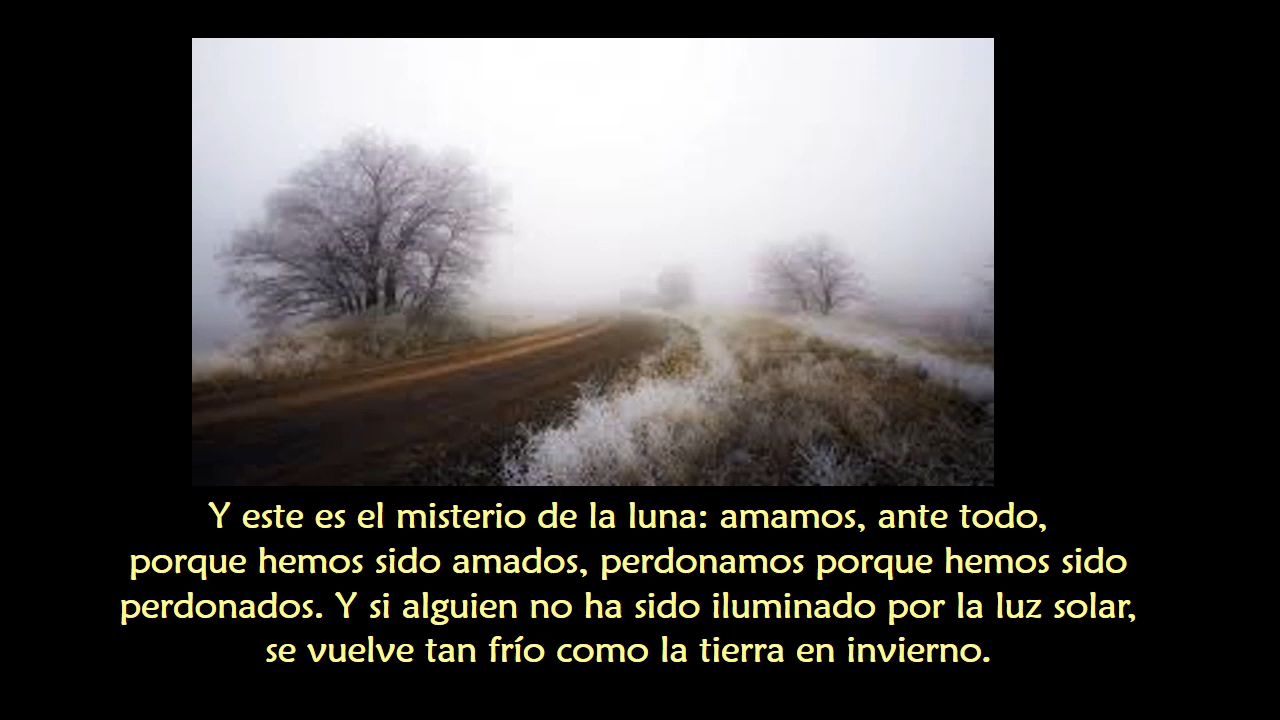 Y este es el misterio de la luna: amamos, ante todo,
porque hemos sido amados, perdonamos porque hemos sido
perdonados. Y si alguien no ha sido iluminado por la luz solar,
se vuelve tan frío como la tierra en invierno.